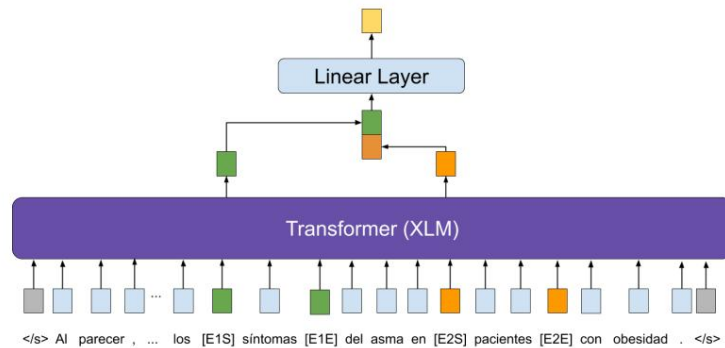 Linear Layer
Transformer (XLM)
...
</s> Al parecer , ... los [E1S] síntomas [E1E] del asma en [E2S] pacientes [E2E] con obesidad . </s>